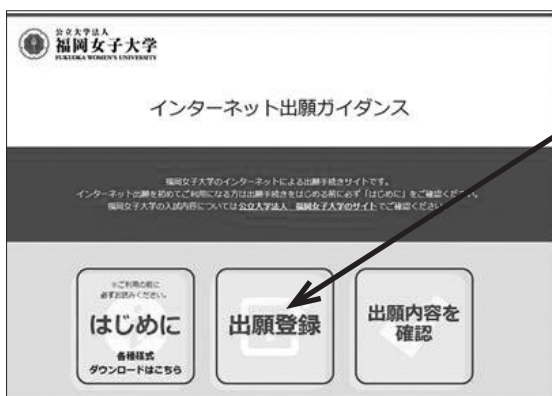 公立大学法人
福岡女子大学
FUKUOKA WOMEN'S UNIVERSITY
インターネット出願ガイダンス
福岡女子大学のインターネットによる出願手続きサイトです。
インターネット出願を初めてご利用になる方は出願手続きをはじめる前に必ず「はじめに」をご確認ください。
福岡女子大学の入試内容については公立大学法人 福岡女子大学のサイトでご確認ください
※ご利用の前に
必ずお読みください。
はじめに
各種様式
ダウンロードはこちら
出願登録
出願内容を
確認